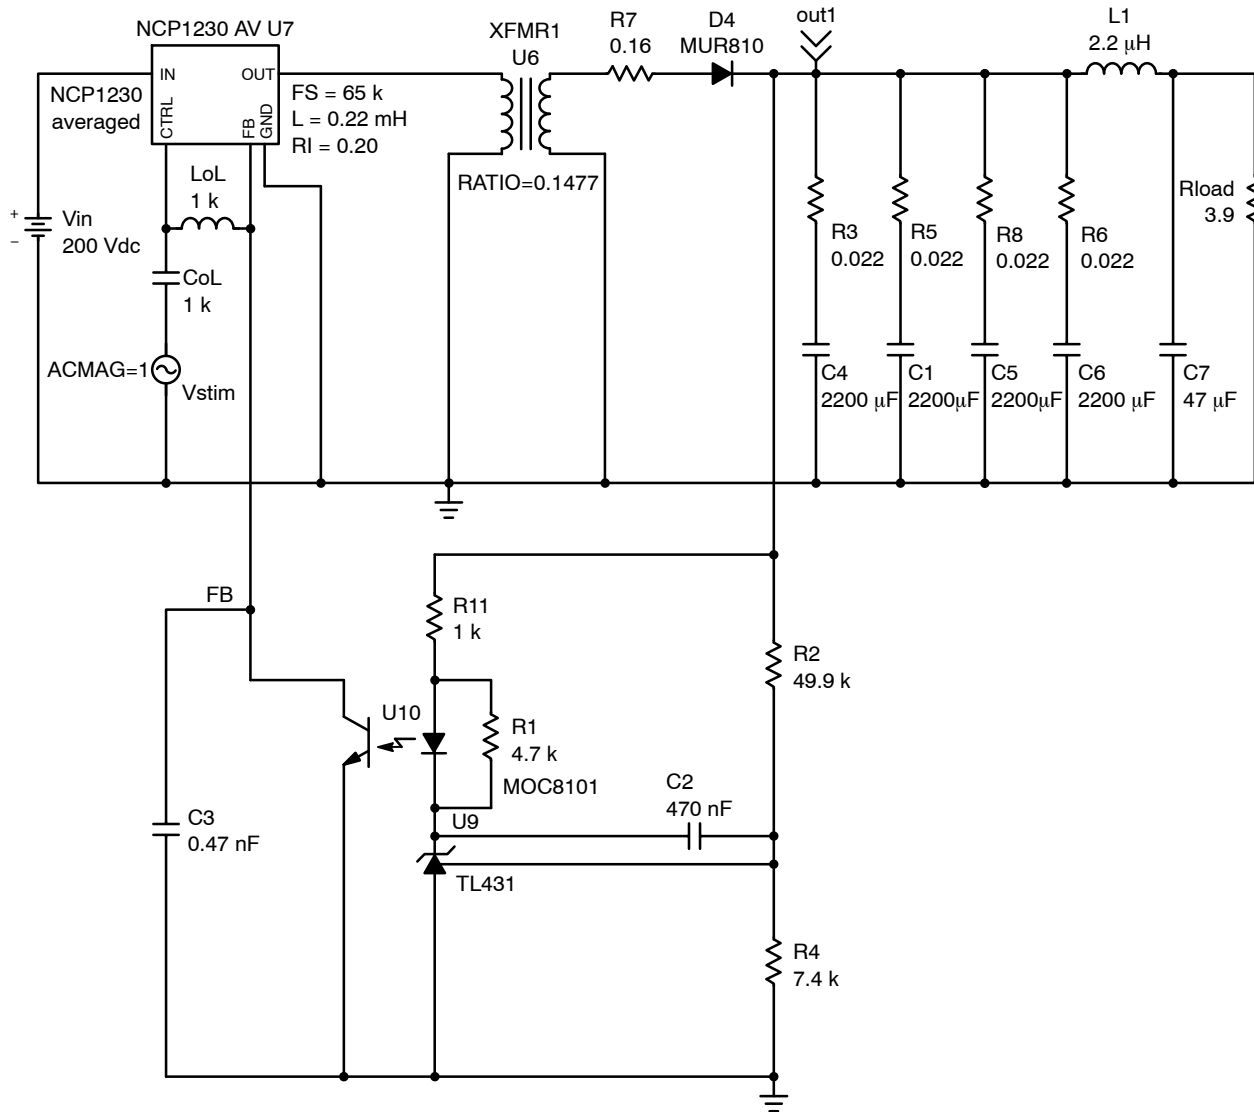 NCP1230 AV U7
XFMR1
U6
R7
0.16
D4
MUR810
out1
L1
2.2 μH
IN
OUT
CTRL
FB
GND
NCP1230
averaged
FS = 65 k
L = 0.22 mH
RI = 0.20
RATIO=0.1477
LoL
1 k
+
−
Vin
200 Vdc
CoL
1 k
ACMAG=1
Vstim
R3
0.022
R5
0.022
R8
0.022
R6
0.022
Rload
3.9
C4
2200 μF
C1
2200μF
C5
2200μF
C6
2200 μF
C7
47 μF
FB
R11
1 k
R2
49.9 k
U10
R1
4.7 k
MOC8101
C2
470 nF
C3
0.47 nF
U9
TL431
R4
7.4 k